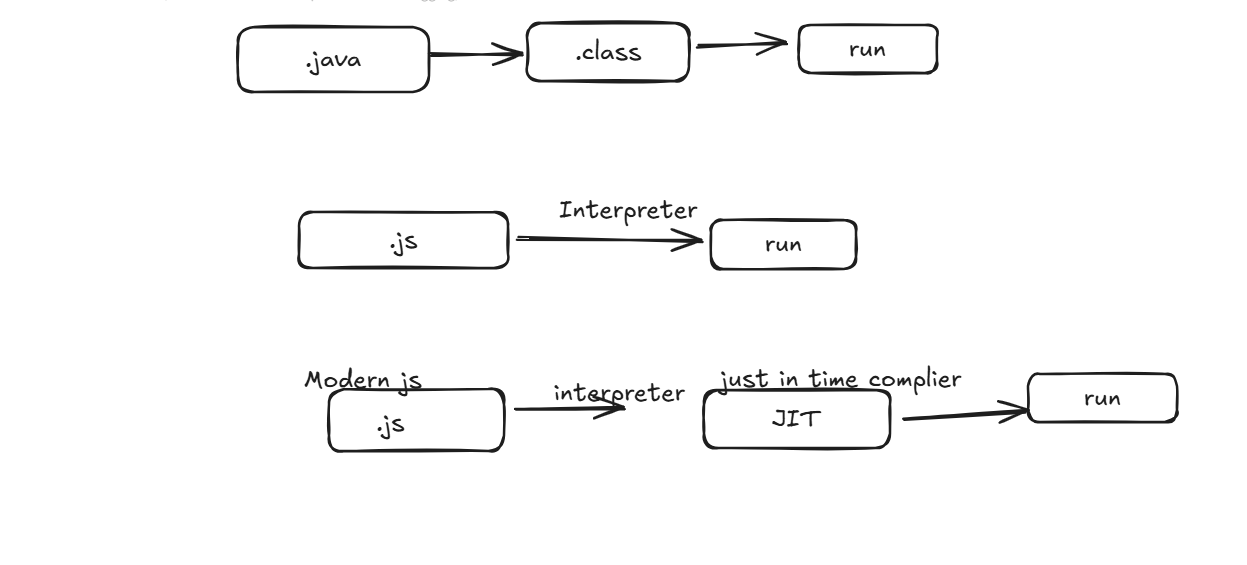 .java
.class
run
Interpreter
.js
run
Modern js
interpreter
just in time complier
.js
JIT
run